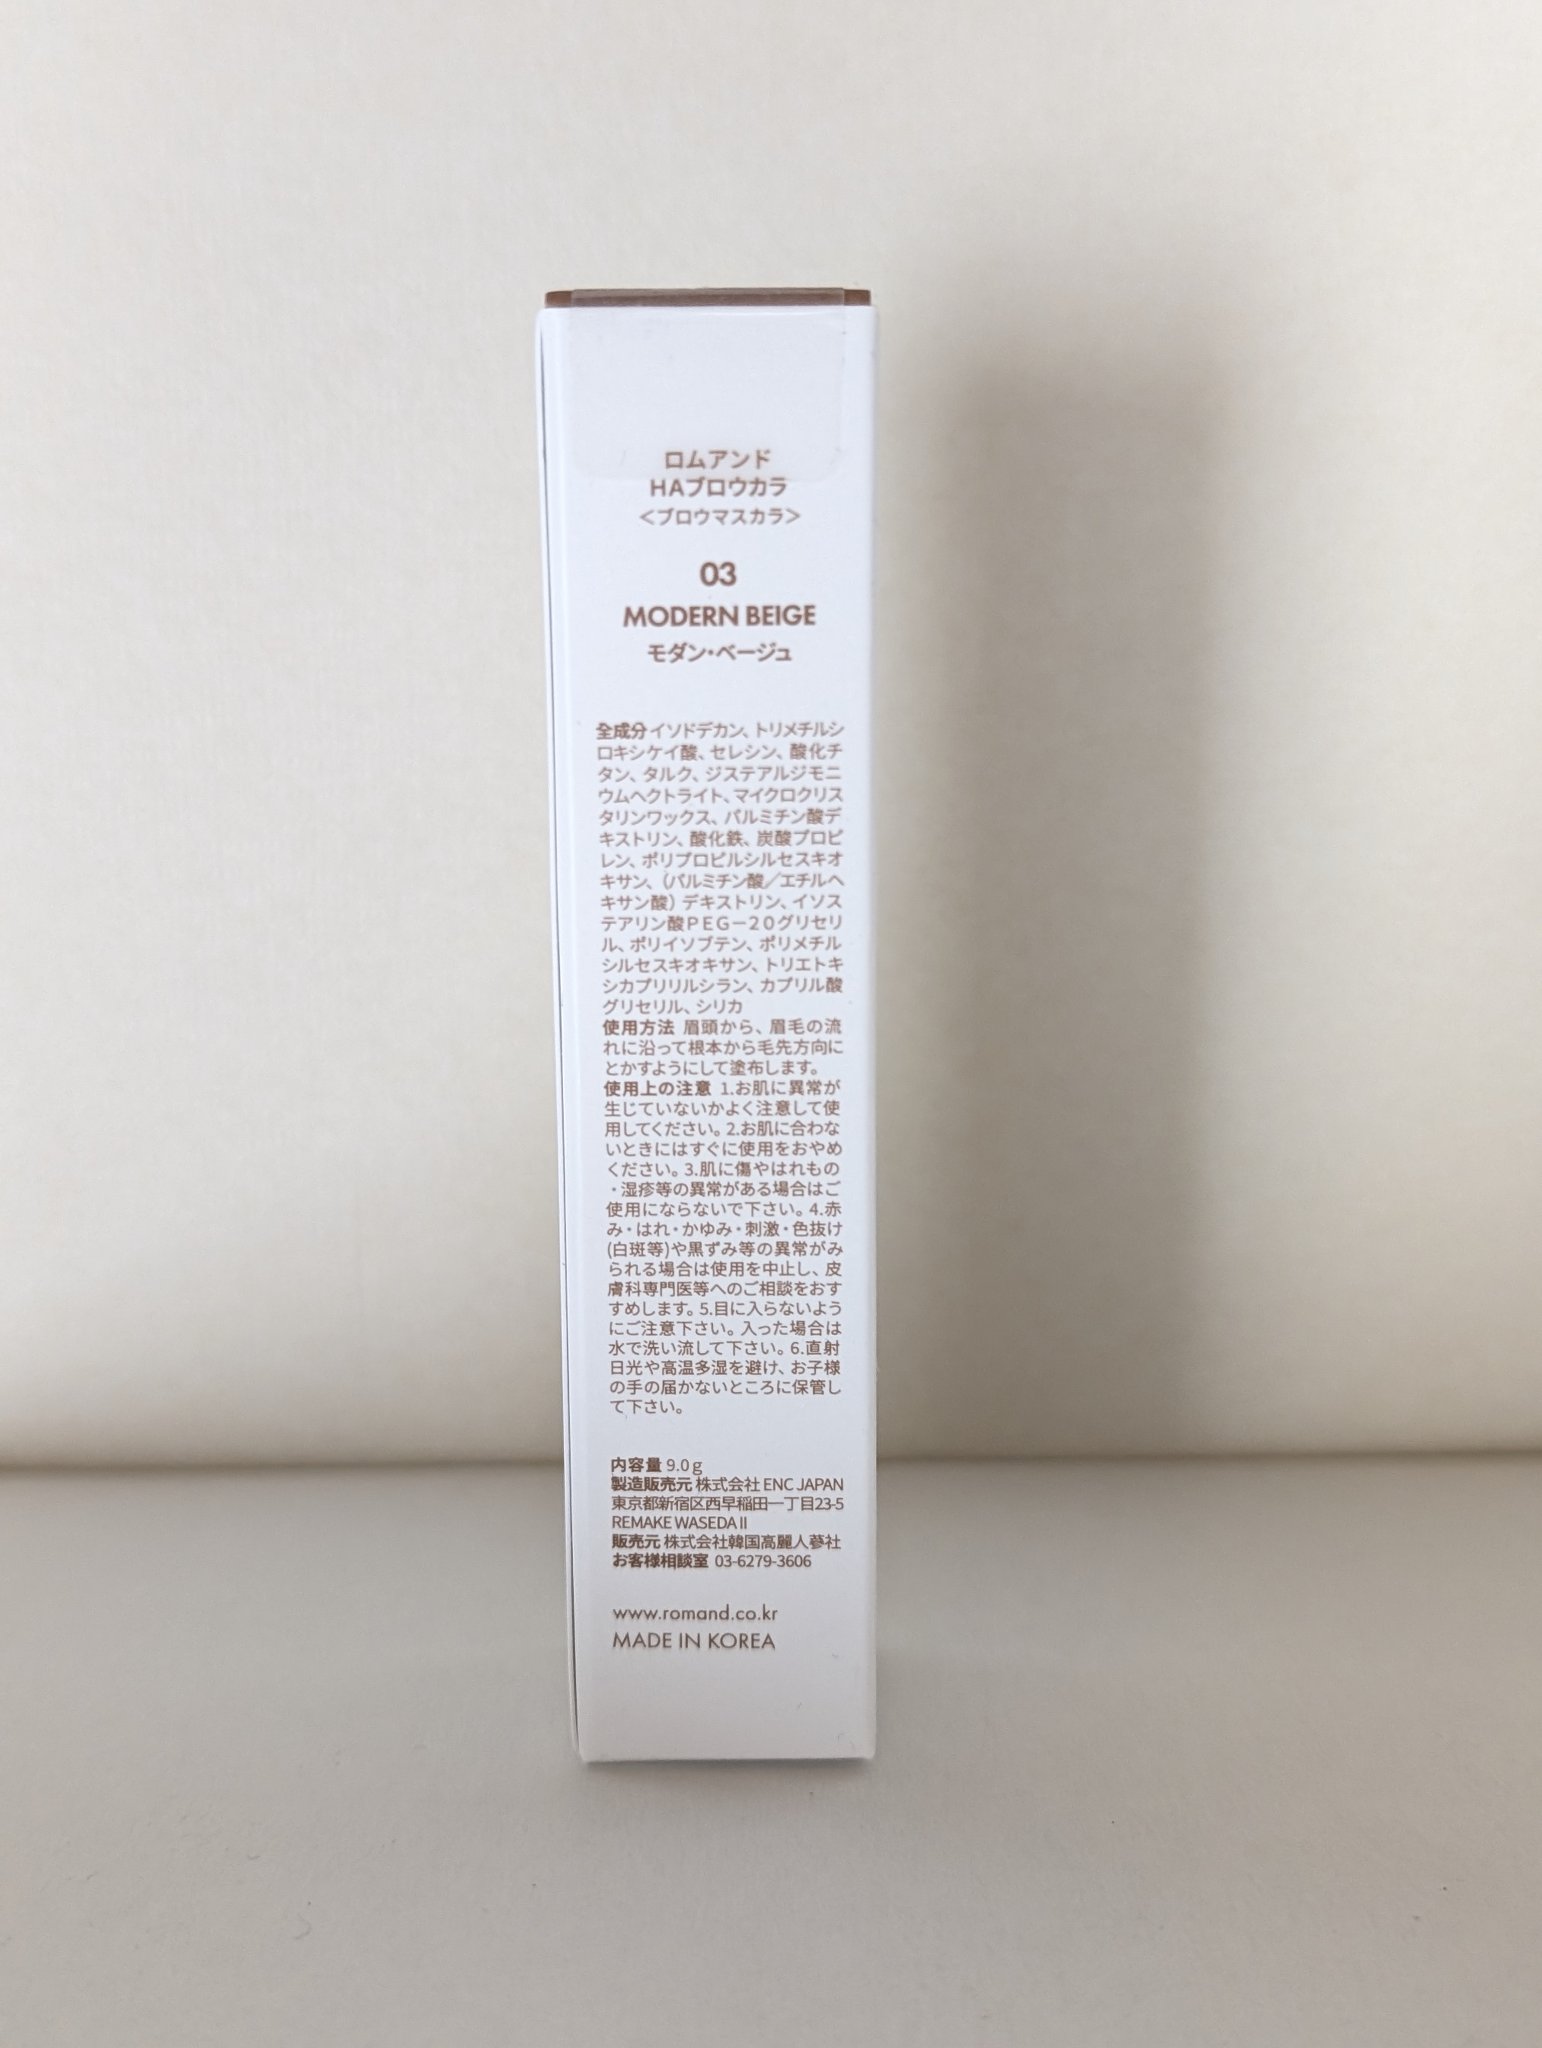 ロムアンド
HAブロウカラ
<ブロウマスカラ>
03
MODERN BEIGE
モダン・ベージュ
全成分 イソドデカン、トリメチルシ
ロキシケイ酸、セレシン、酸化チ
タン、タルク、ジステアルジモニ
ウムヘクトライト、マイクロクリス
タリンワックス、パルミチン酸デ
キストリン、酸化鉄、炭酸プロピ
レン、ポリプロピルシルセスキオ
キサン、(パルミチン酸/エチルヘ
キサン酸)デキストリン、イソス
テアリン酸PEG-20グリセリ
ル、ポリイソブテン、ポリメチル
シルセスキオキサン、トリエトキ
シカプリリルシラン、カプリル酸
グリセリル、シリカ
使用方法 眉頭から、眉毛の流
れに沿って根本から毛先方向に
とかすようにして塗布します。
使用上の注意 1.お肌に異常が
生じていないかよく注意して使
用してください。2.お肌に合わな
いときにはすぐに使用をおやめ
ください。3.肌に傷やはれもの
・湿疹等の異常がある場合はご
使用にならないで下さい。4.赤
み・はれ・かゆみ・刺激・色抜け
(白斑等)や黒ずみ等の異常がみ
られる場合は使用を中止し、皮
膚科専門医等へのご相談をおす
すめします。5.目に入らないよう
にご注意下さい。入った場合は
水で洗い流して下さい。6.直射
日光や高温多湿を避け、お子様
の手の届かないところに保管し
て下さい。
内容量 9.0g
製造販売元 株式会社 ENC JAPAN
東京都新宿区西早稲田一丁目23-5
REMAKE WASEDA II
販売元 株式会社韓国高麗人蔘社
お客様相談室 03-6279-3606
www.romand.co.kr
MADE IN KOREA